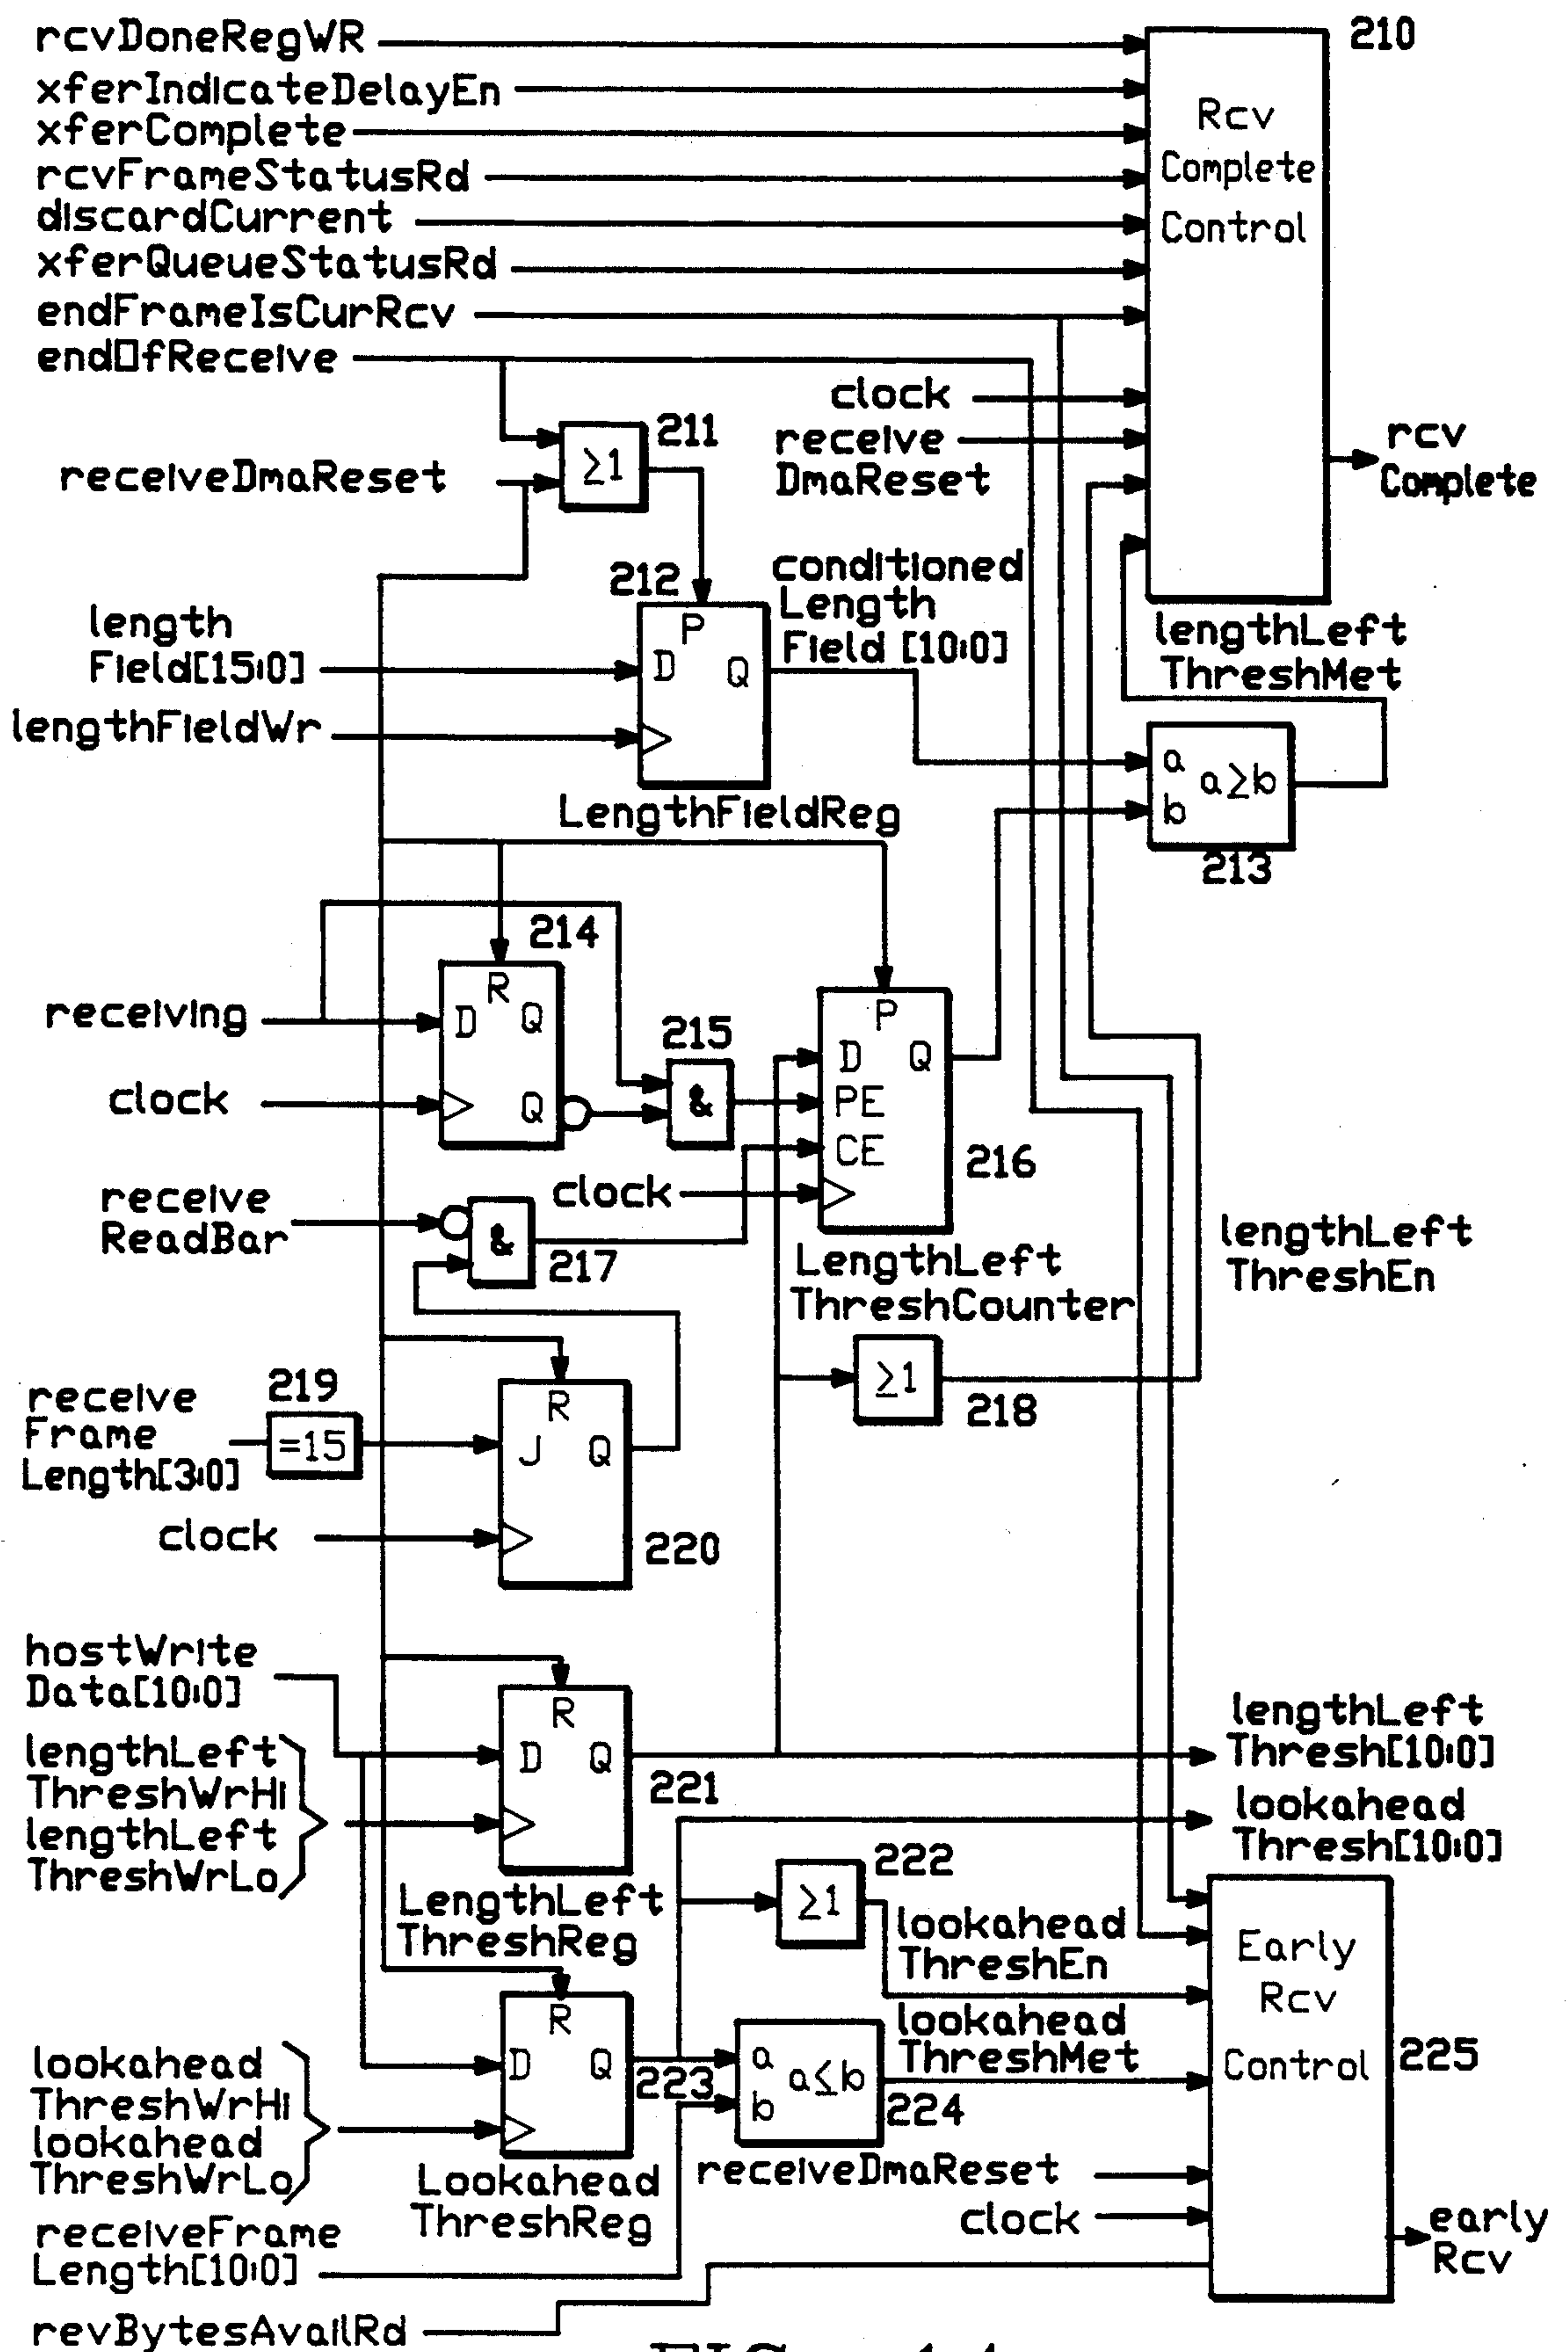 rcvDoneRegWR
210
xferIndicateDelayEn
Rcv
Complete
Control
xferComplete
rcvFrameStatusRd
discardCurrent
xferQueueStatusRd
endFrameIsCurRcv
endOfReceive
clock
receive
DmaReset
rcv
Complete
211
≥1
receiveDmaReset
212
conditioned
Length
Field [10:0]
length
Field[15:0]
P
D
Q
lengthLeft
ThreshMet
lengthFieldWr
LengthFieldReg
a
b
a≥b
213
214
R
D
Q
Q
receiving
clock
215
&
P
D
Q
PE
CE
216
clock
receive
ReadBar
&
217
LengthLeft
ThreshCounter
lengthLeft
ThreshEn
≥1
218
219
receive
Frame
Length[3:0]
=15
R
J
Q
clock
220
hostWrite
Data[10:0]
R
D
Q
lengthLeft
ThreshWrHi
lengthLeft
ThreshWrLo
221
lengthLeft
Thresh[10:0]
lookahead
Thresh[10:0]
LengthLeft
ThreshReg
222
≥1
lookahead
ThreshEn
Early
Rcv
Control
225
R
D
Q
223
a
b
a≤b
224
lookahead
ThreshMet
lookahead
ThreshWrHi
lookahead
ThreshWrLo
Lookahead
ThreshReg
receiveDmaReset
clock
early
Rcv
receiveFrame
Length[10:0]
revBytesAvailRd